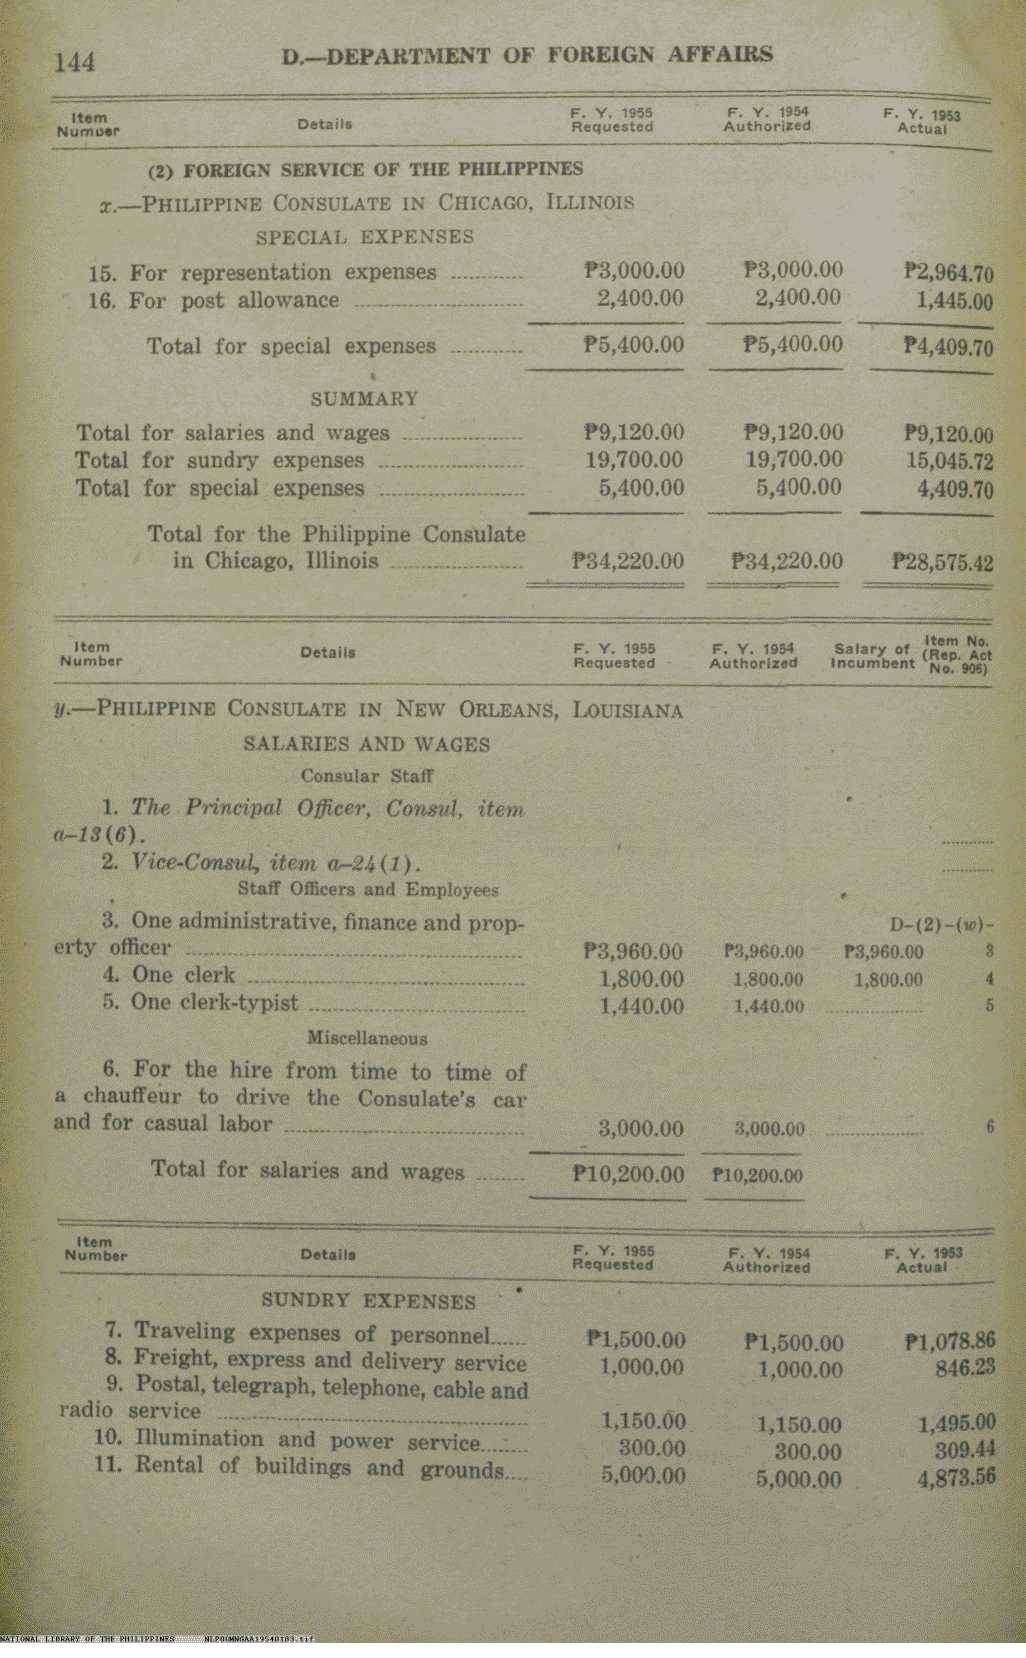 144
D.—DEPARTMENT OF FOREIGN AFFAIRS
Item Number Details F. Y. 1955 Requested F. Y. 1954 Authorized F. Y. 1953 Actual
(2) FOREIGN SERVICE OF THE PHILIPPINES
x.—PHILIPPINE CONSULATE IN CHICAGO, ILLINOIS
SPECIAL EXPENSES
15. For representation expenses ............ ₱3,000.00 ₱3,000.00 ₱2,964.70
16. For post allowance ............ 2,400.00 2,400.00 1,445.00
Total for special expenses ............ ₱5,400.00 ₱5,400.00 ₱4,409.70
SUMMARY
Total for salaries and wages ............ ₱9,120.00 ₱9,120.00 ₱9,120.00
Total for sundry expenses ............ 19,700.00 19,700.00 15,045.72
Total for special expenses ............ 5,400.00 5,400.00 4,409.70
Total for the Philippine Consulate
in Chicago, Illinois ............ ₱34,220.00 ₱34,220.00 ₱28,575.42
Item Number Details F. Y. 1955 Requested F. Y. 1954 Authorized Salary of Incumbent Item No. (Rep. Act No. 906)
y.—PHILIPPINE CONSULATE IN NEW ORLEANS, LOUISIANA
SALARIES AND WAGES
Consular Staff
1. The Principal Officer, Consul, item
a–13(6). ............
2. Vice-Consul, item a–24(1). ............
Staff Officers and Employees
3. One administrative, finance and prop- D–(2)–(w)–
erty officer ............ ₱3,960.00 ₱3,960.00 ₱3,960.00 3
4. One clerk ............ 1,800.00 1,800.00 1,800.00 4
5. One clerk-typist ............ 1,440.00 1,440.00 ............ 5
Miscellaneous
6. For the hire from time to time of
a chauffeur to drive the Consulate's car
and for casual labor ............ 3,000.00 3,000.00 ............ 6
Total for salaries and wages ........ ₱10,200.00 ₱10,200.00
Item Number Details F. Y. 1955 Requested F. Y. 1954 Authorized F. Y. 1953 Actual
SUNDRY EXPENSES
7. Traveling expenses of personnel...... ₱1,500.00 ₱1,500.00 ₱1,078.86
8. Freight, express and delivery service 1,000.00 1,000.00 846.23
9. Postal, telegraph, telephone, cable and
radio service ............ 1,150.00 1,150.00 1,495.00
10. Illumination and power service........ 300.00 300.00 309.44
11. Rental of buildings and grounds.... 5,000.00 5,000.00 4,873.56
NATIONAL LIBRARY OF THE PHILIPPINES NLP00MNGAA19540103.tif